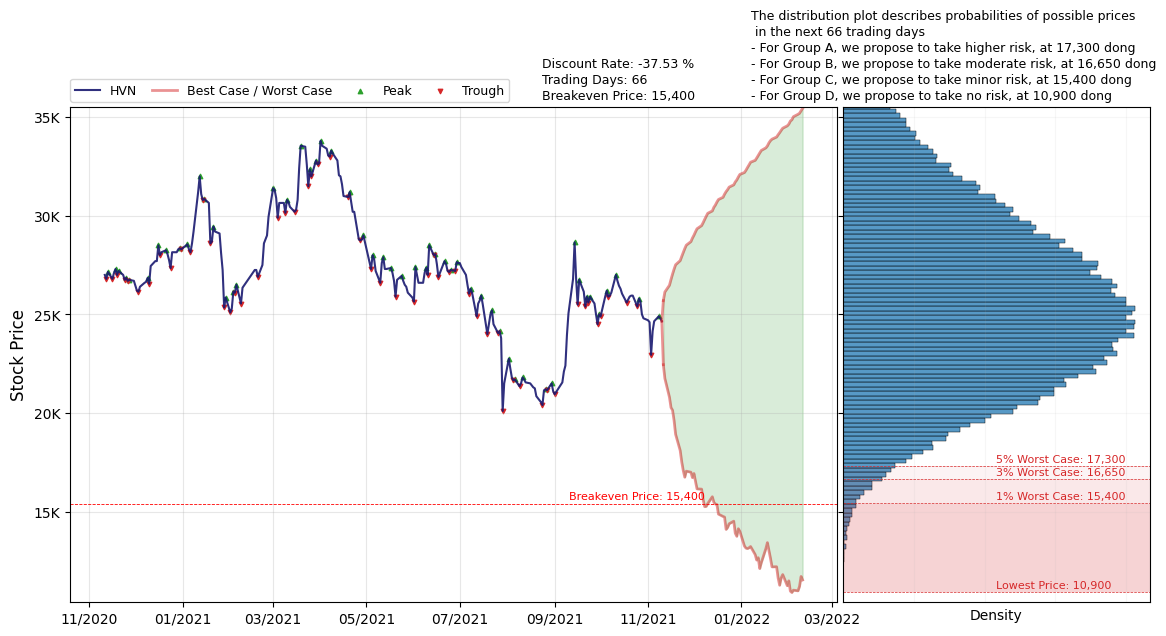 The distribution plot describes probabilities of possible prices
in the next 66 trading days
- For Group A, we propose to take higher risk, at 17,300 dong
- For Group B, we propose to take moderate risk, at 16,650 dong
- For Group C, we propose to take minor risk, at 15,400 dong
- For Group D, we propose to take no risk, at 10,900 dong
Discount Rate: -37.53 %
Trading Days: 66
Breakeven Price: 15,400
HVN Best Case / Worst Case Peak Trough
Stock Price
35K
30K
25K
20K
15K
Breakeven Price: 15,400
5% Worst Case: 17,300
3% Worst Case: 16,650
1% Worst Case: 15,400
Lowest Price: 10,900
11/2020 01/2021 03/2021 05/2021 07/2021 09/2021 11/2021 01/2022 03/2022
Density